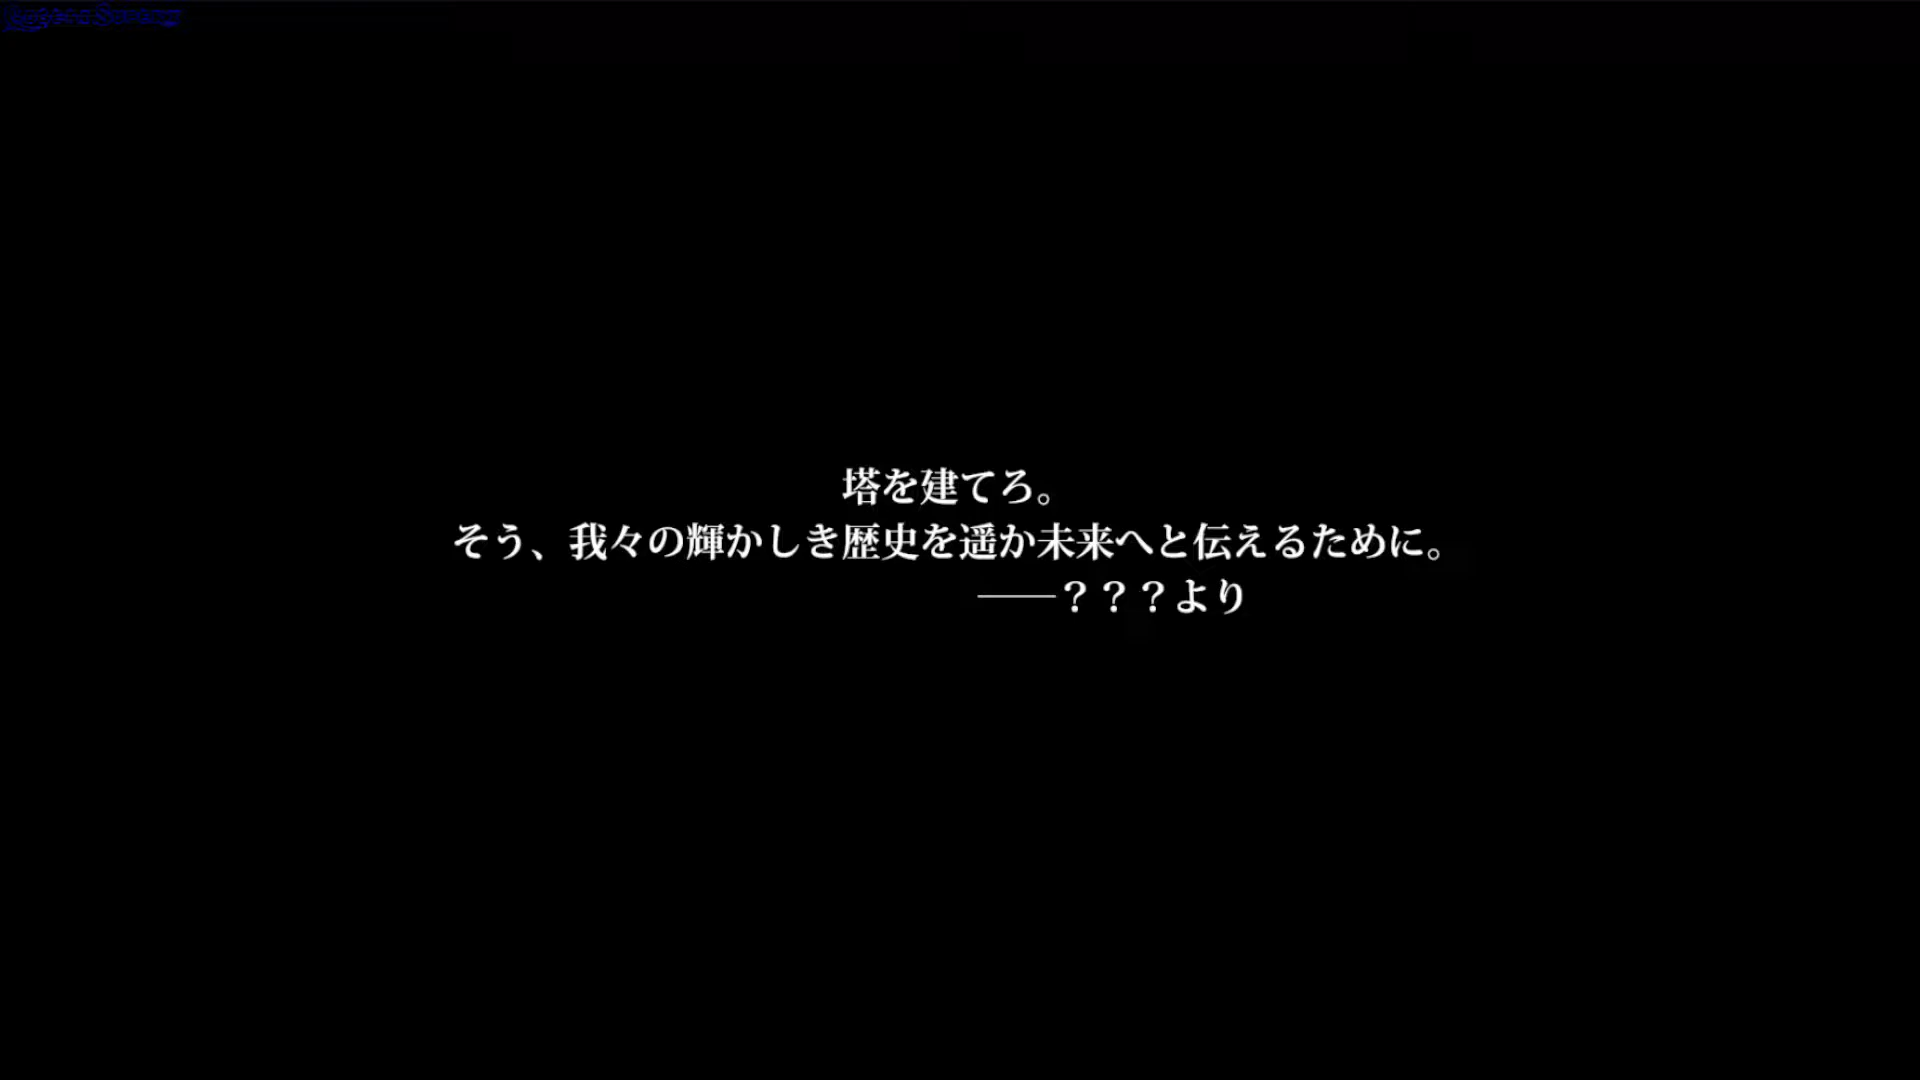 塔を建てろ。
そう、我々の輝かしき歴史を遥か未来へと伝えるために。
――？？？より